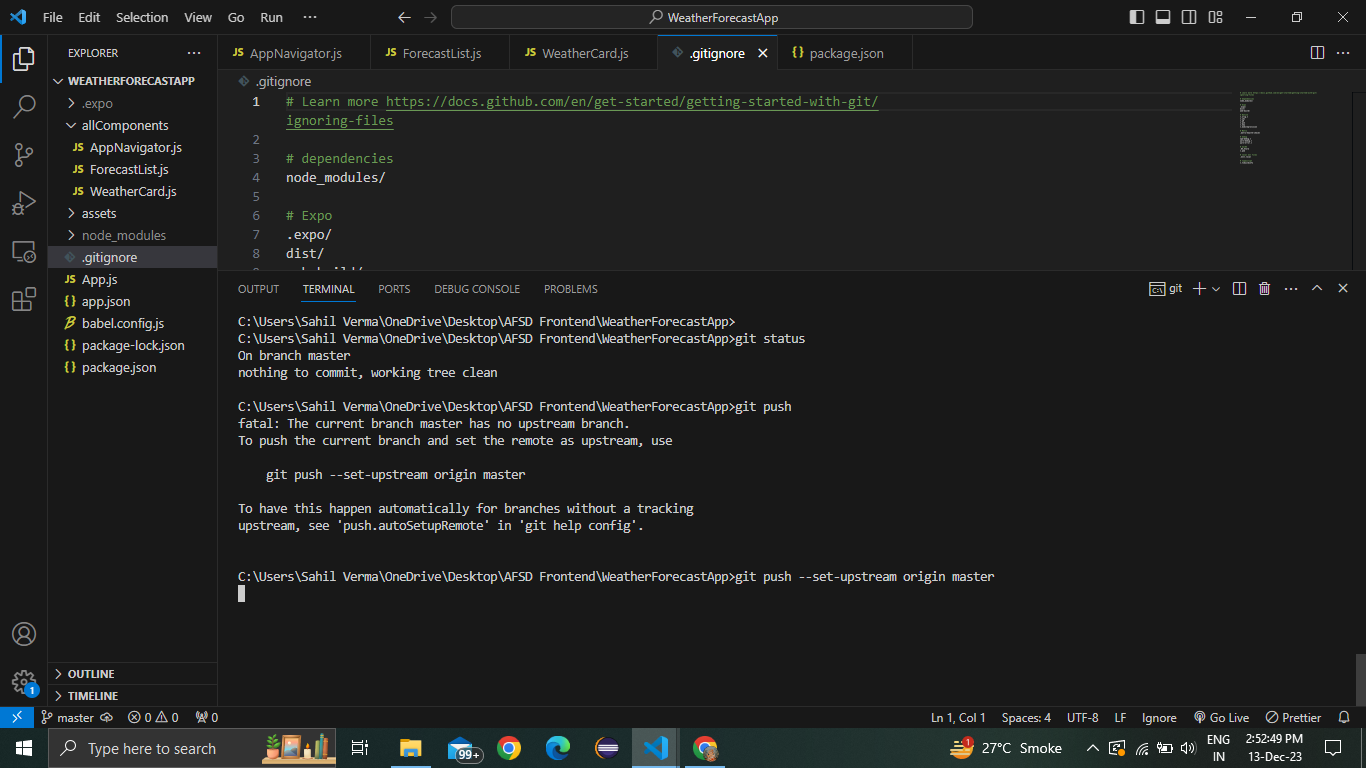 File Edit Selection View Go Run ··· WeatherForecastApp
EXPLORER ···
WEATHERFORECASTAPP
.expo
allComponents
JS AppNavigator.js
JS ForecastList.js
JS WeatherCard.js
assets
node_modules
.gitignore
JS App.js
{} app.json
babel.config.js
{} package-lock.json
{} package.json
OUTLINE
TIMELINE
JS AppNavigator.js JS ForecastList.js JS WeatherCard.js .gitignore {} package.json
.gitignore
1 # Learn more https://docs.github.com/en/get-started/getting-started-with-git/
ignoring-files
2
3 # dependencies
4 node_modules/
5
6 # Expo
7 .expo/
8 dist/
OUTPUT TERMINAL PORTS DEBUG CONSOLE PROBLEMS git
C:\Users\Sahil Verma\OneDrive\Desktop\AFSD Frontend\WeatherForecastApp>
C:\Users\Sahil Verma\OneDrive\Desktop\AFSD Frontend\WeatherForecastApp>git status
On branch master
nothing to commit, working tree clean
C:\Users\Sahil Verma\OneDrive\Desktop\AFSD Frontend\WeatherForecastApp>git push
fatal: The current branch master has no upstream branch.
To push the current branch and set the remote as upstream, use
git push --set-upstream origin master
To have this happen automatically for branches without a tracking
upstream, see 'push.autoSetupRemote' in 'git help config'.
C:\Users\Sahil Verma\OneDrive\Desktop\AFSD Frontend\WeatherForecastApp>git push --set-upstream origin master
1
master 0 0 0 Ln 1, Col 1 Spaces: 4 UTF-8 LF Ignore Go Live Prettier
Type here to search 99+ 1 27°C Smoke ENG IN 2:52:49 PM 13-Dec-23